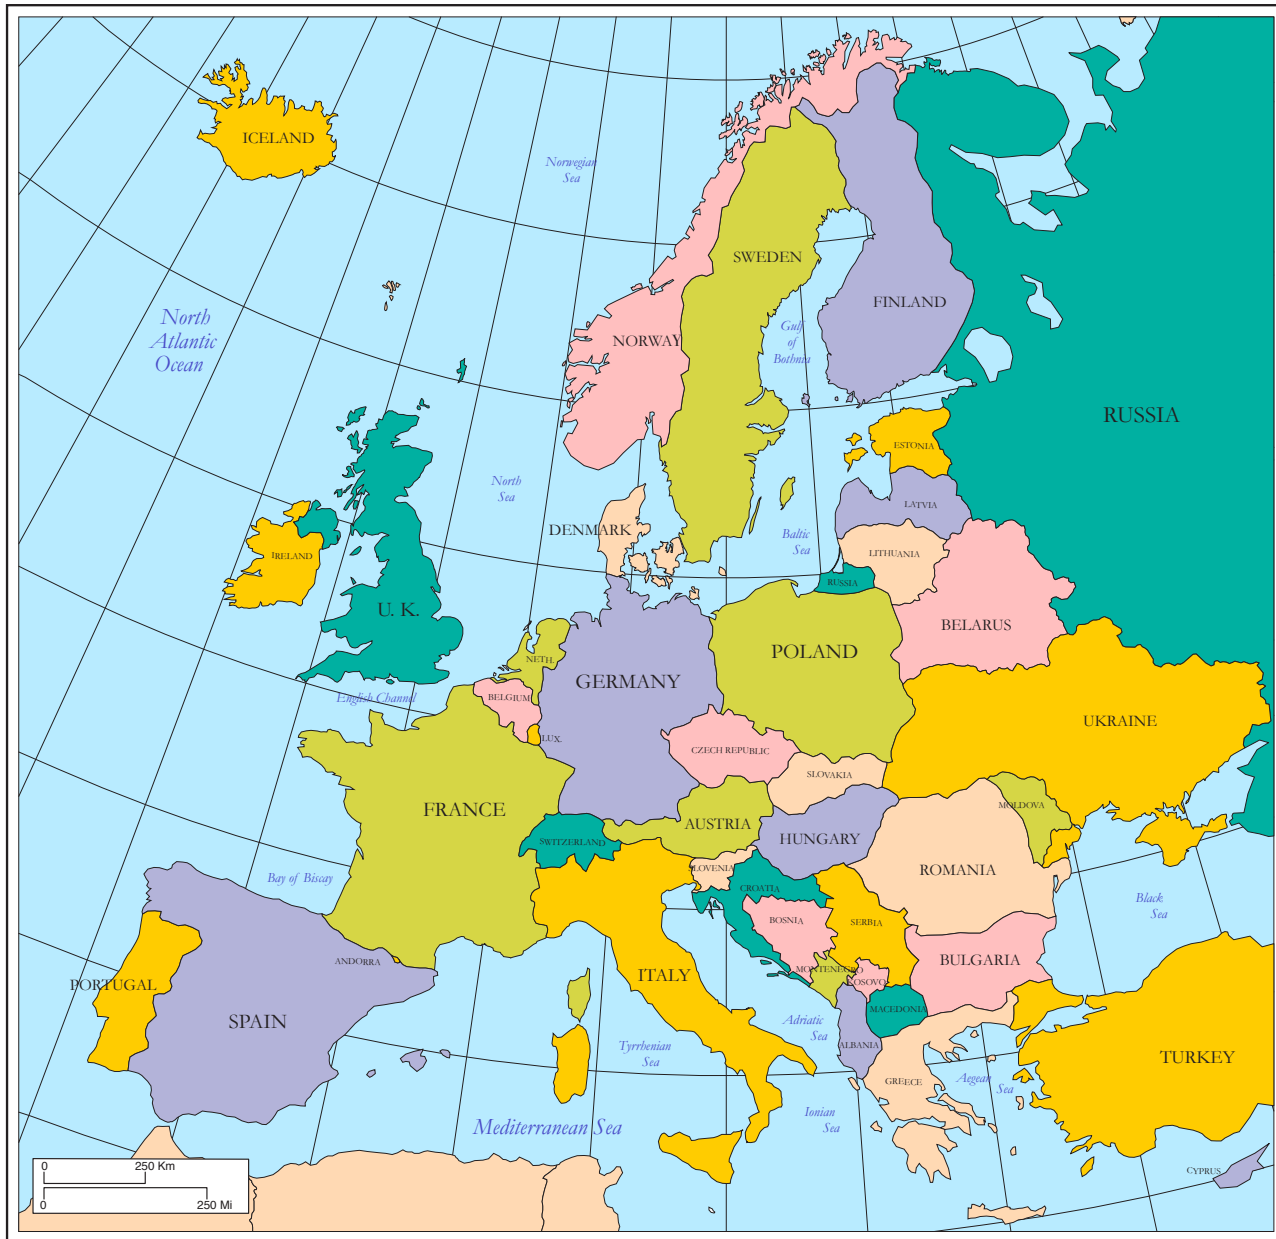 ICELAND
Norwegian
Sea
SWEDEN
FINLAND
North
Atlantic
Ocean
NORWAY
Gulf
of
Bothnia
RUSSIA
ESTONIA
North
Sea
LATVIA
DENMARK
Baltic
Sea
LITHUANIA
IRELAND
RUSSIA
U. K.
BELARUS
NETH.
POLAND
GERMANY
English Channel
BELGIUM
UKRAINE
LUX.
CZECH REPUBLIC
SLOVAKIA
FRANCE
MOLDOVA
AUSTRIA
SWITZERLAND
HUNGARY
SLOVENIA
ROMANIA
Bay of Biscay
CROATIA
Black
Sea
BOSNIA
SERBIA
ANDORRA
BULGARIA
MONTENEGRO
ITALY
KOSOVO
PORTUGAL
MACEDONIA
SPAIN
Adriatic
Sea
ALBANIA
Tyrrhenian
Sea
TURKEY
GREECE
Aegean
Sea
Ionian
Sea
Mediterranean Sea
CYPRUS
0 250 Km
0 250 Mi